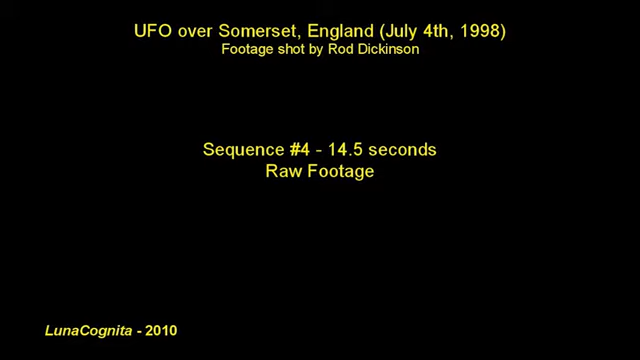 UFO over Somerset, England (July 4th, 1998)
Footage shot by Rod Dickinson
Sequence #4 - 14.5 seconds
Raw Footage
LunaCognita - 2010